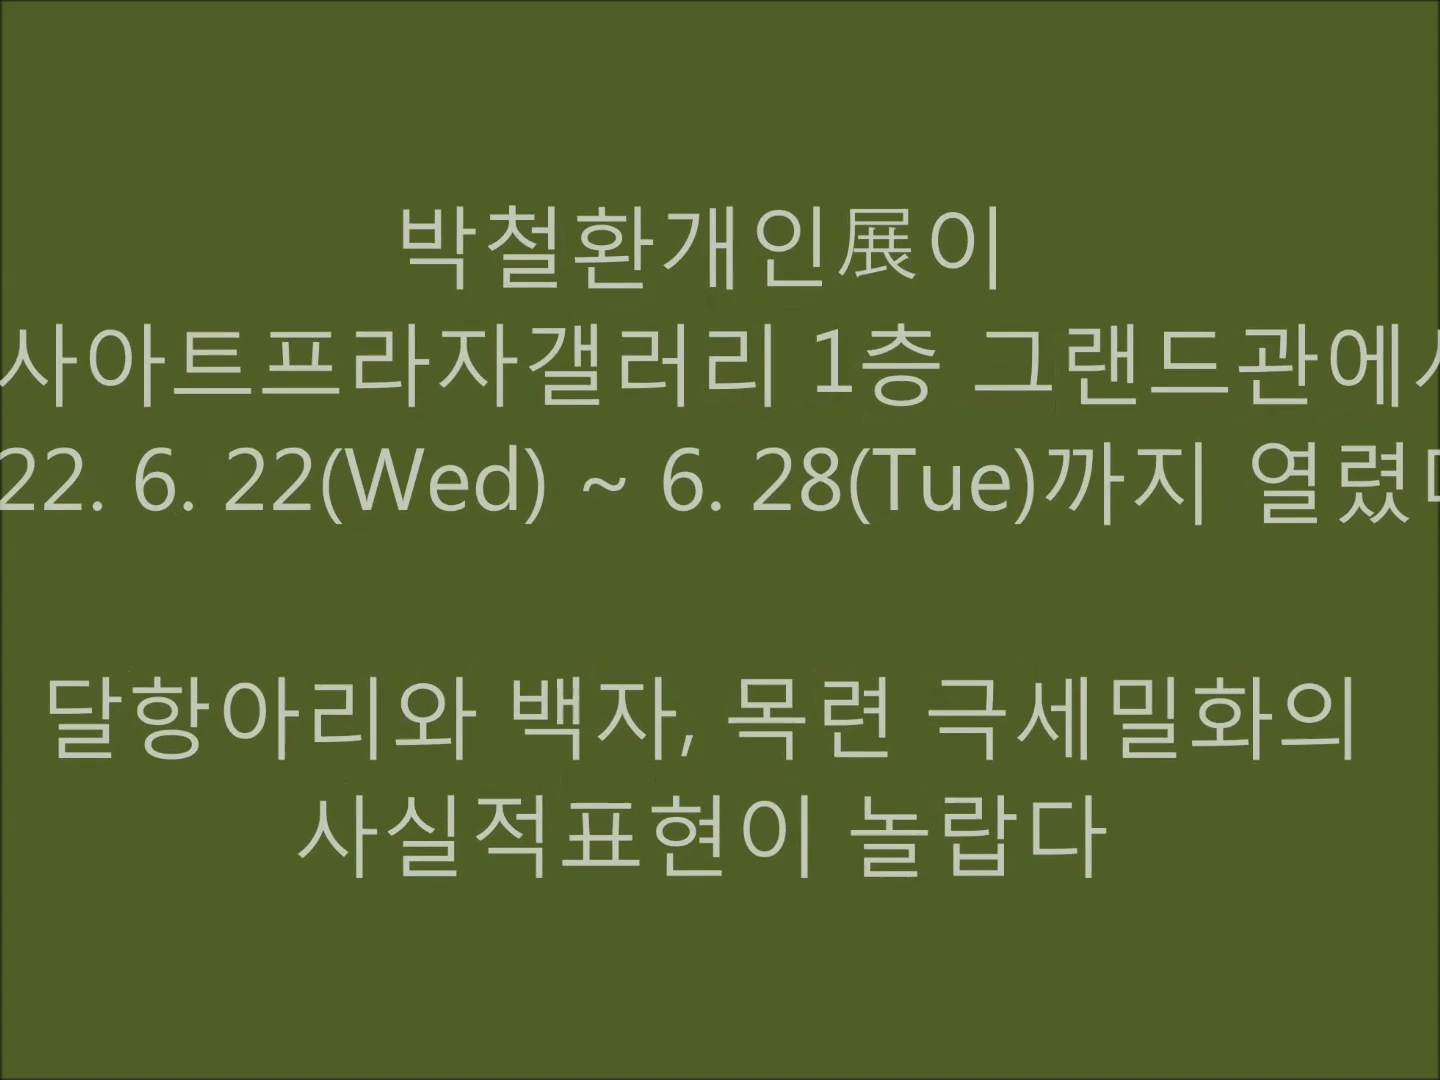 박철환개인展이
사아트프라자갤러리 1층 그랜드관에서
22. 6. 22(Wed) ~ 6. 28(Tue)까지 열렸다
달항아리와 백자, 목련 극세밀화의
사실적표현이 놀랍다